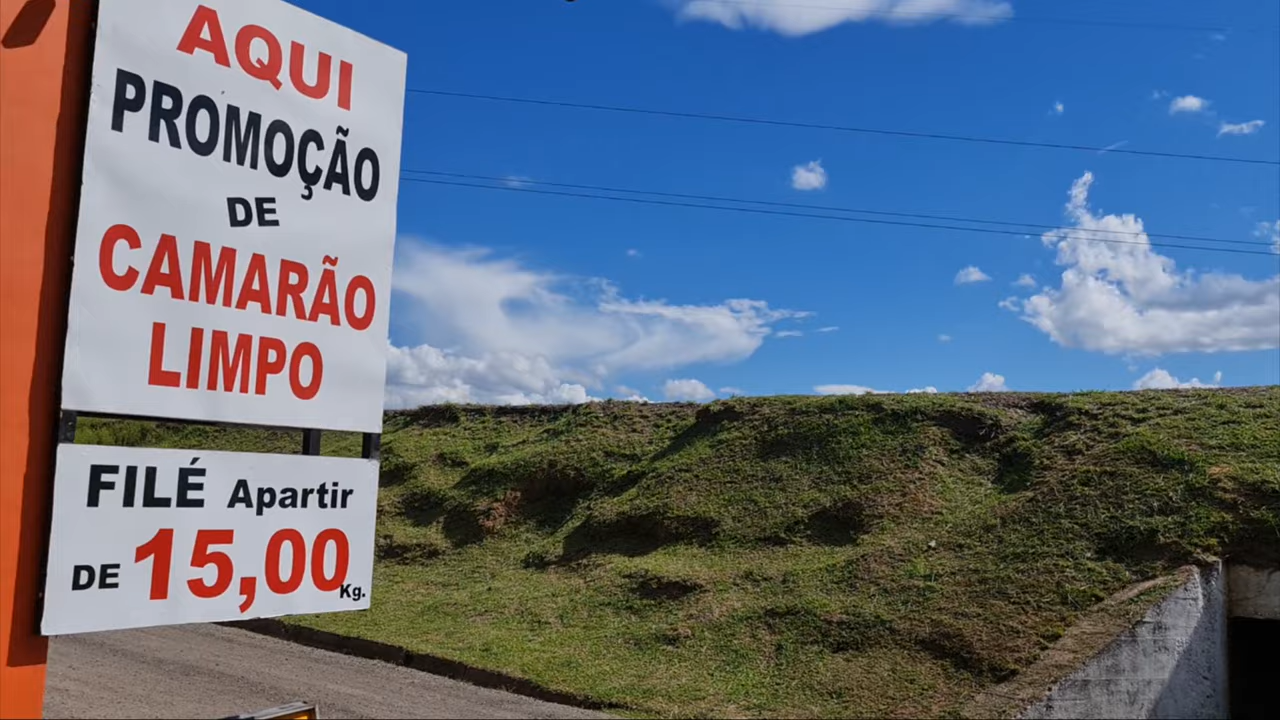 AQUI
PROMOÇÃO
DE
CAMARÃO
LIMPO
FILÉ Apartir
DE 15,00 Kg.